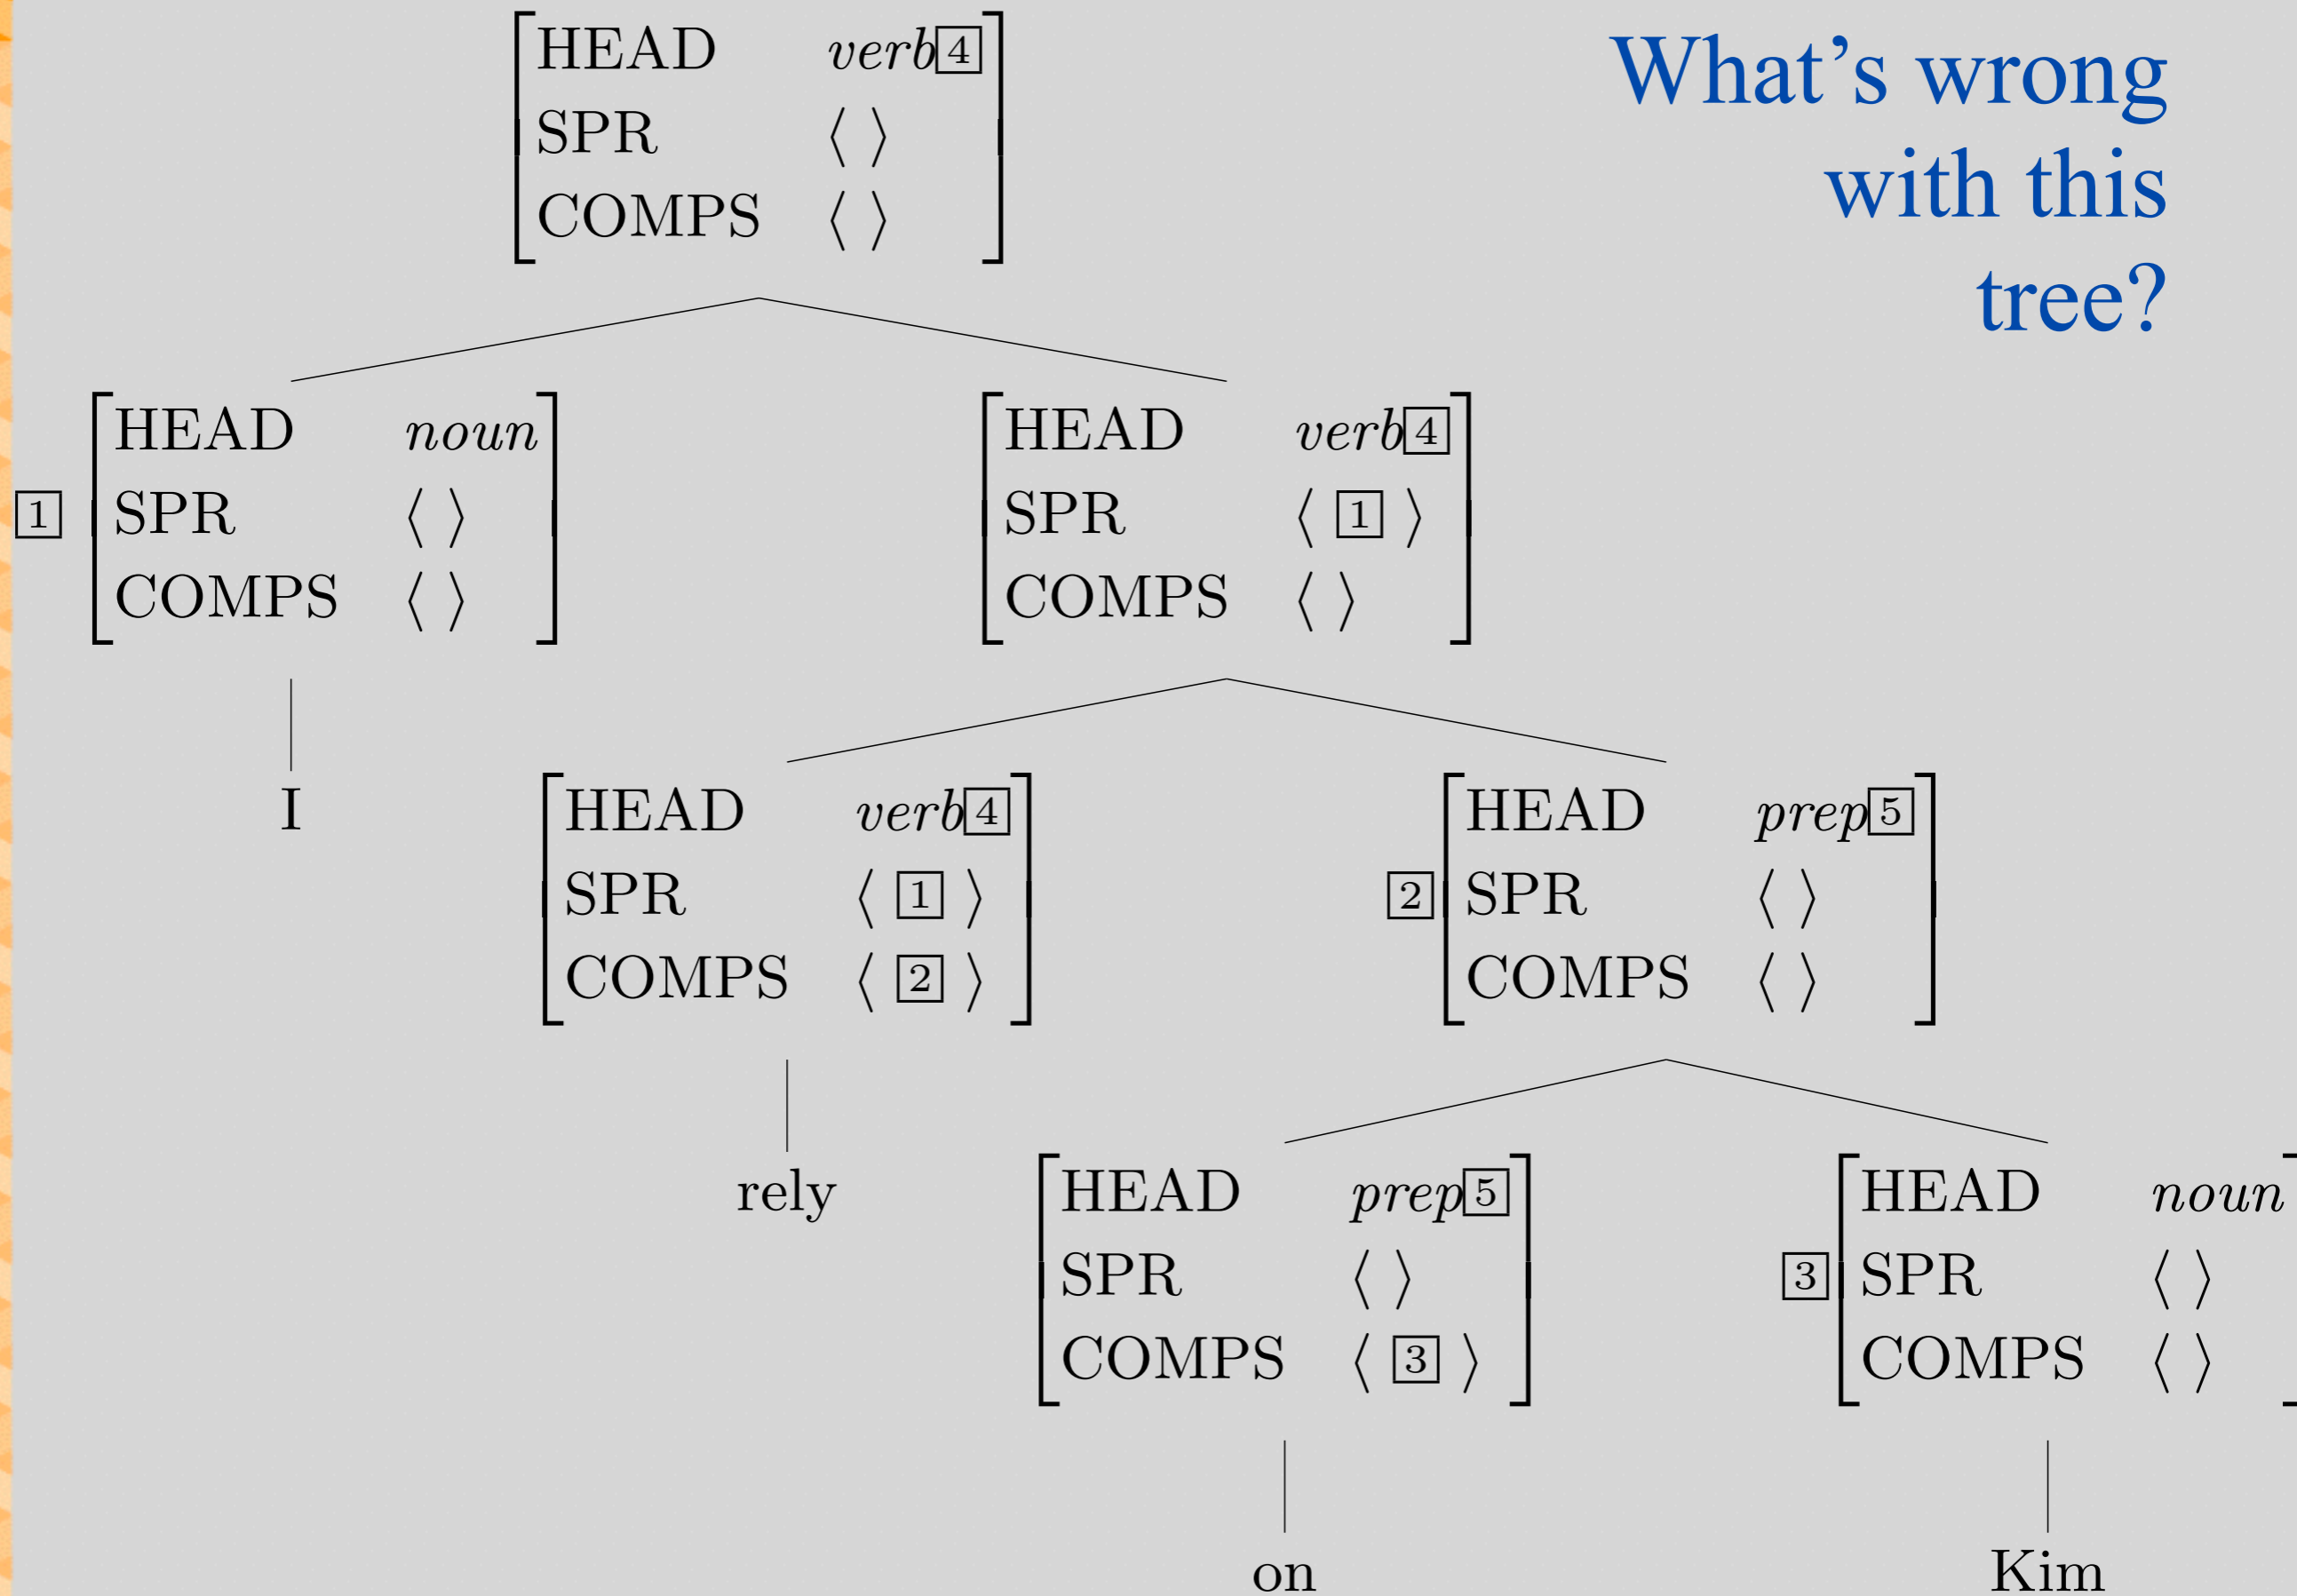 What's wrong
with this
tree?
HEAD verb 4
SPR ⟨ ⟩
COMPS ⟨ ⟩
1
HEAD noun
SPR ⟨ ⟩
COMPS ⟨ ⟩
HEAD verb 4
SPR ⟨ 1 ⟩
COMPS ⟨ ⟩
I
HEAD verb 4
SPR ⟨ 1 ⟩
COMPS ⟨ 2 ⟩
2
HEAD prep 5
SPR ⟨ ⟩
COMPS ⟨ ⟩
rely
HEAD prep 5
SPR ⟨ ⟩
COMPS ⟨ 3 ⟩
3
HEAD noun
SPR ⟨ ⟩
COMPS ⟨ ⟩
on
Kim